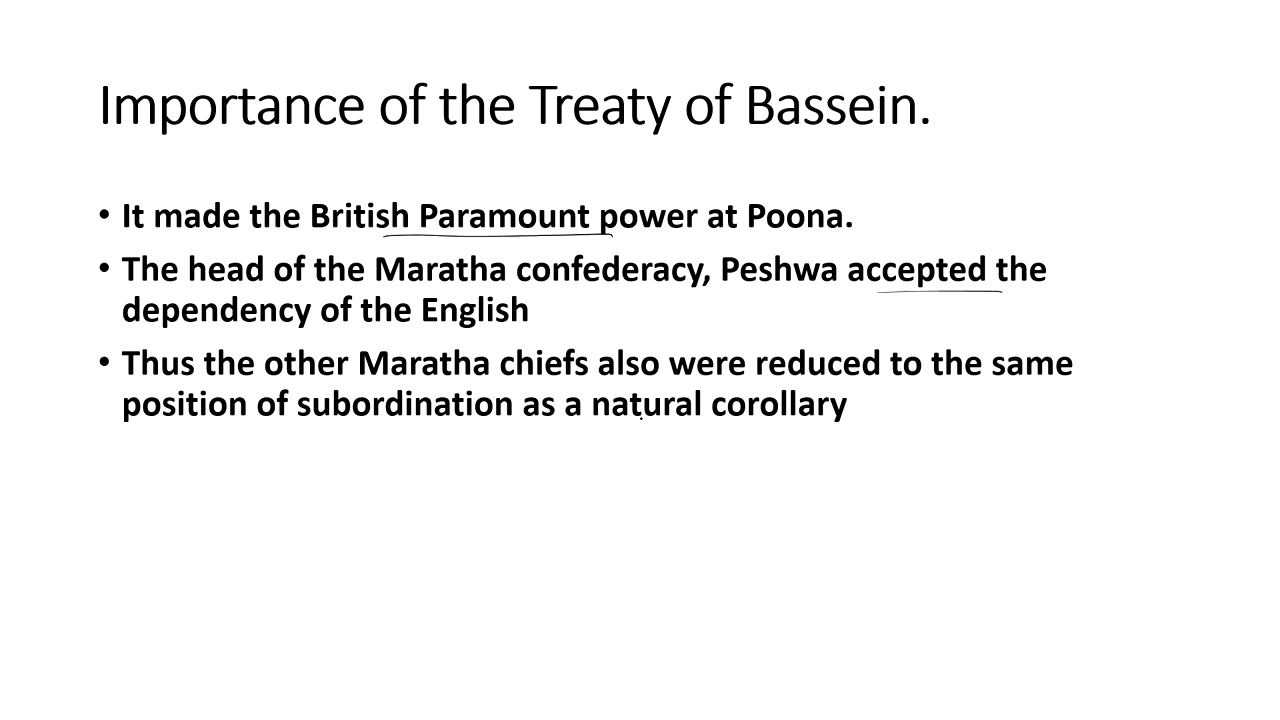 Importance of the Treaty of Bassein.
• It made the British Paramount power at Poona.
• The head of the Maratha confederacy, Peshwa accepted the
dependency of the English
• Thus the other Maratha chiefs also were reduced to the same
position of subordination as a natural corollary